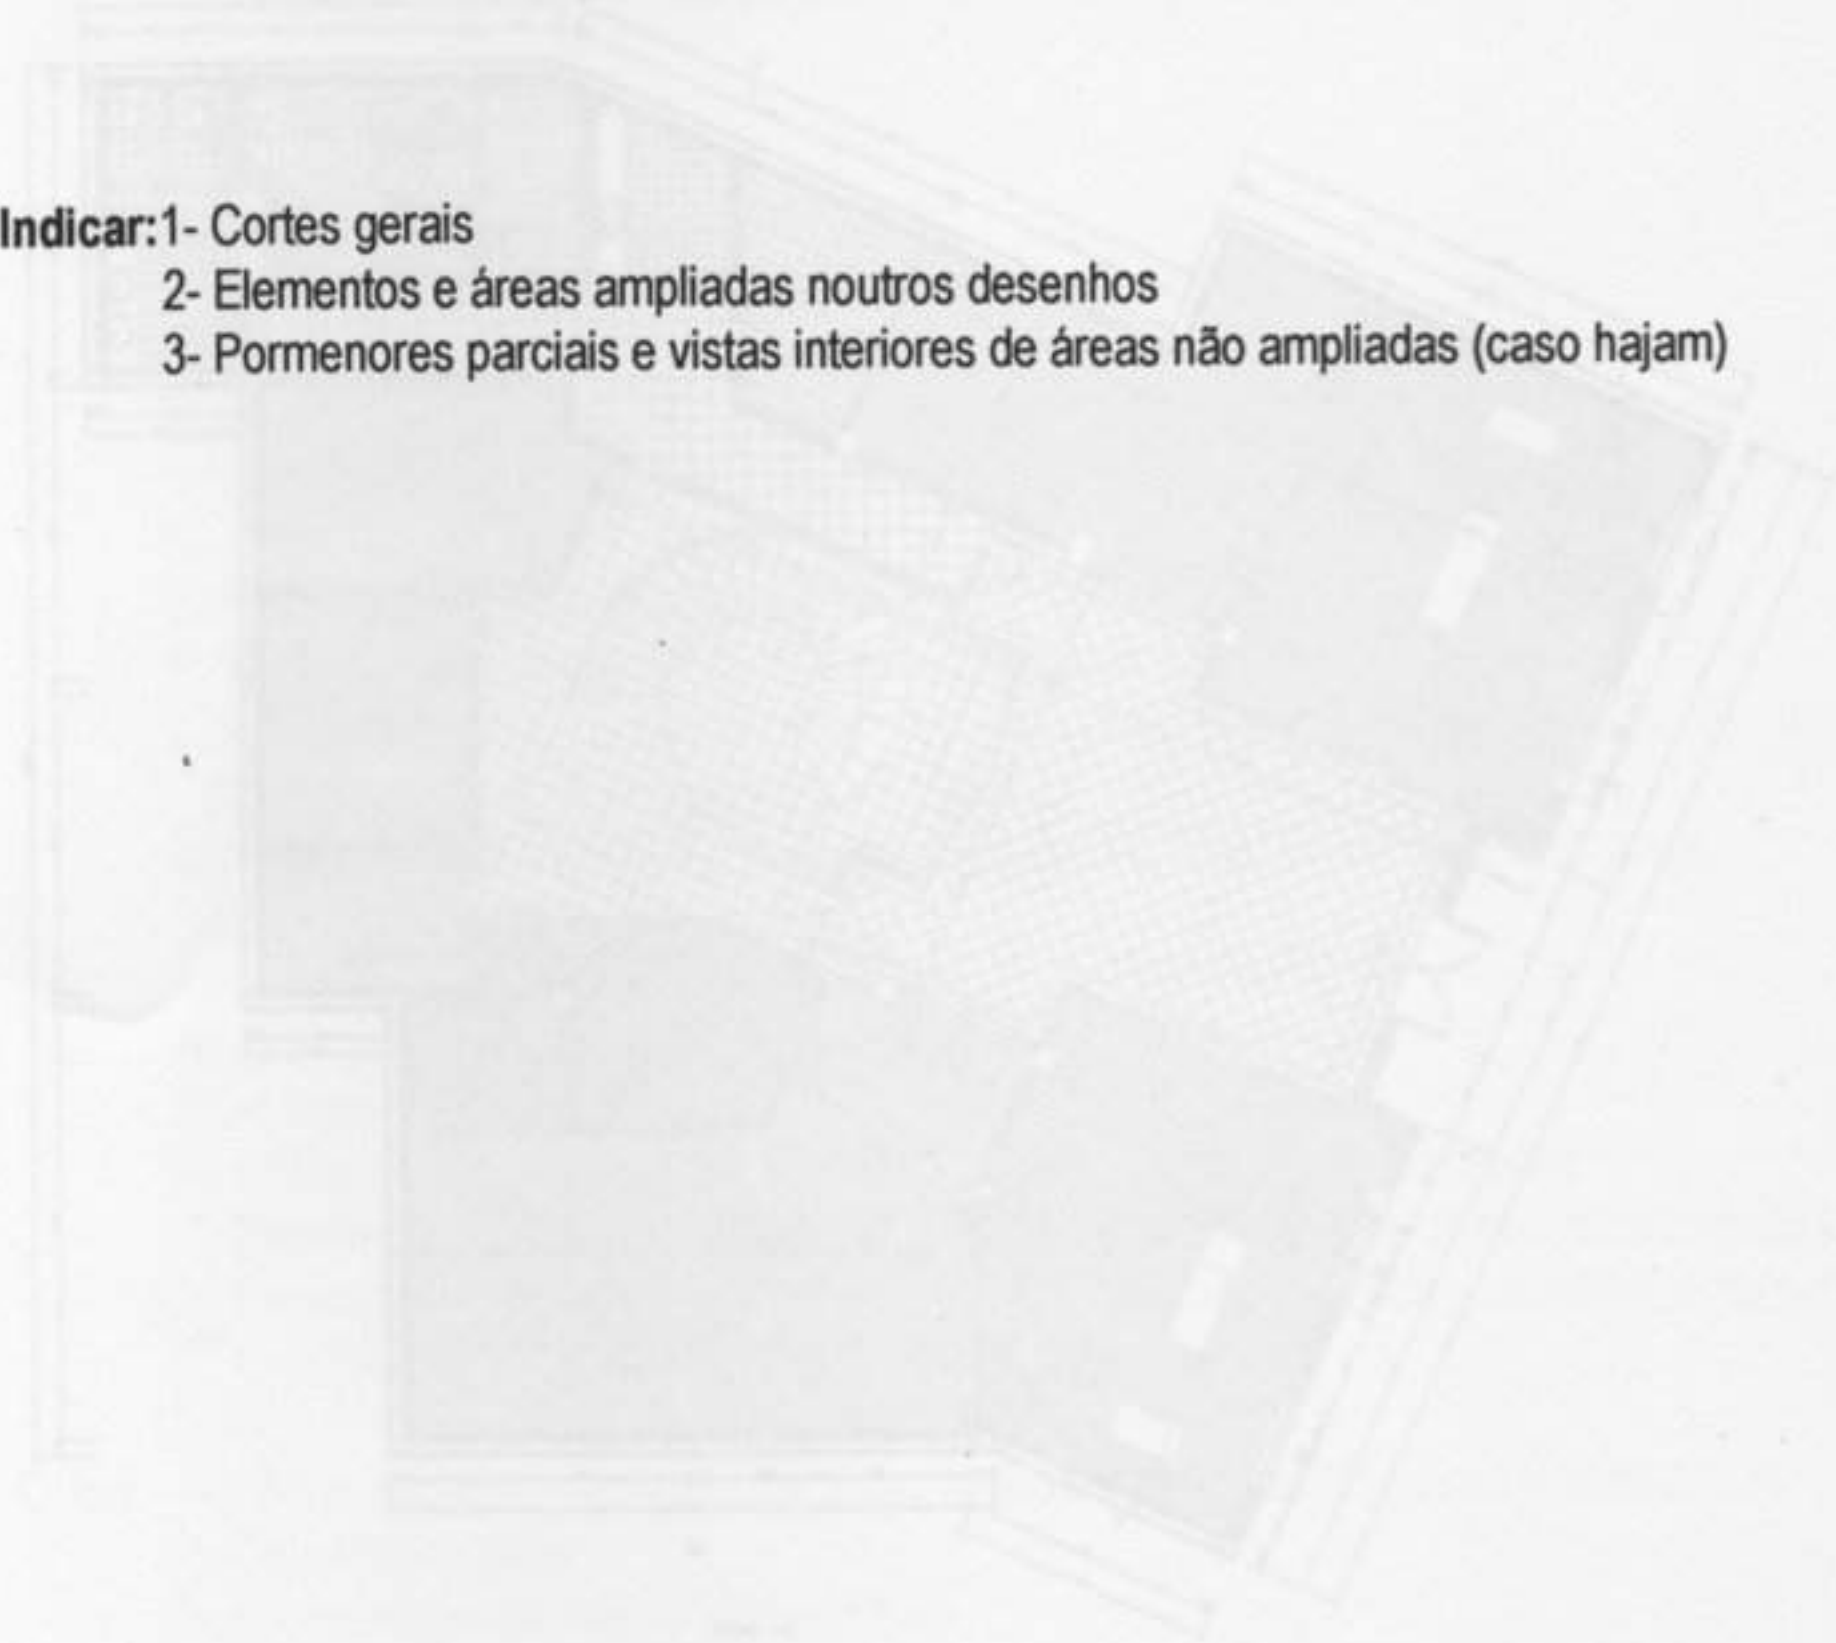 Indicar:1- Cortes gerais
2- Elementos e áreas ampliadas noutros desenhos
3- Pormenores parciais e vistas interiores de áreas não ampliadas (caso hajam)